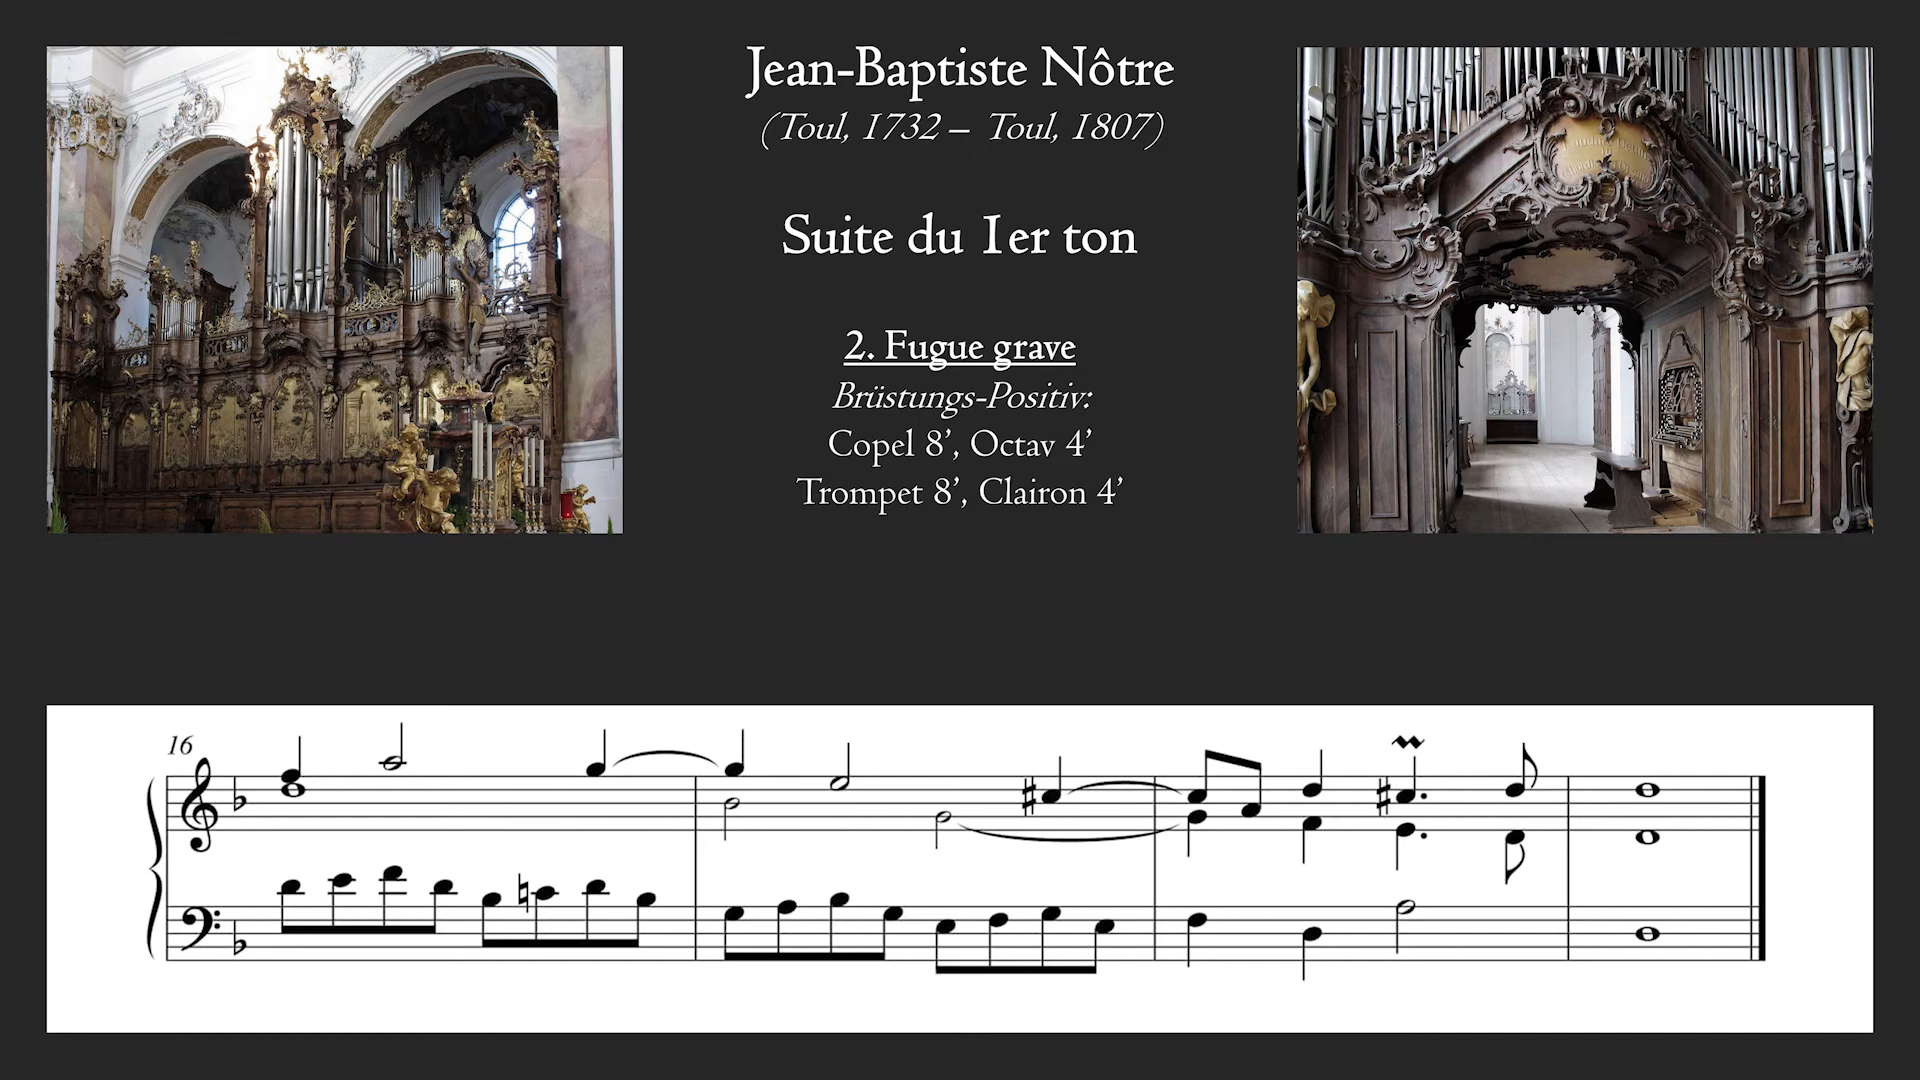 Jean-Baptiste Nôtre
(Toul, 1732 – Toul, 1807)
Suite du 1er ton
2. Fugue grave
Brüstungs-Positiv:
Copel 8’, Octav 4’
Trompet 8’, Clairon 4’
16